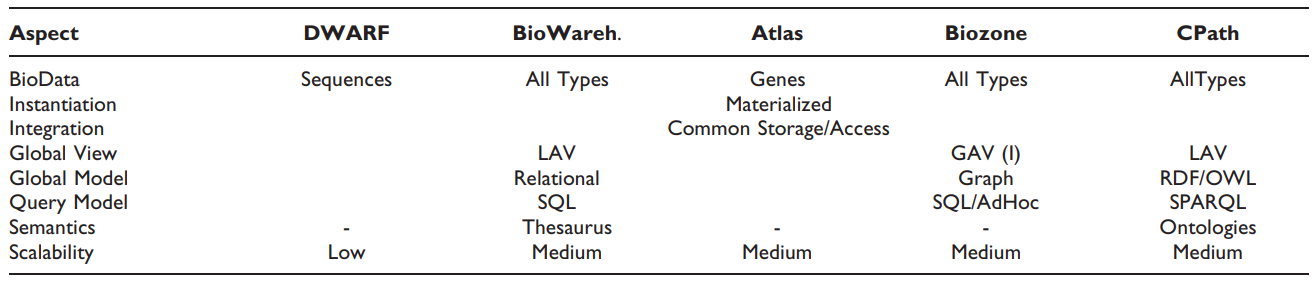 Aspect DWARF BioWareh. Atlas Biozone CPath
BioData Sequences All Types Genes All Types AllTypes
Instantiation Materialized
Integration Common Storage/Access
Global View LAV GAV (I) LAV
Global Model Relational Graph RDF/OWL
Query Model SQL SQL/AdHoc SPARQL
Semantics - Thesaurus - - Ontologies
Scalability Low Medium Medium Medium Medium